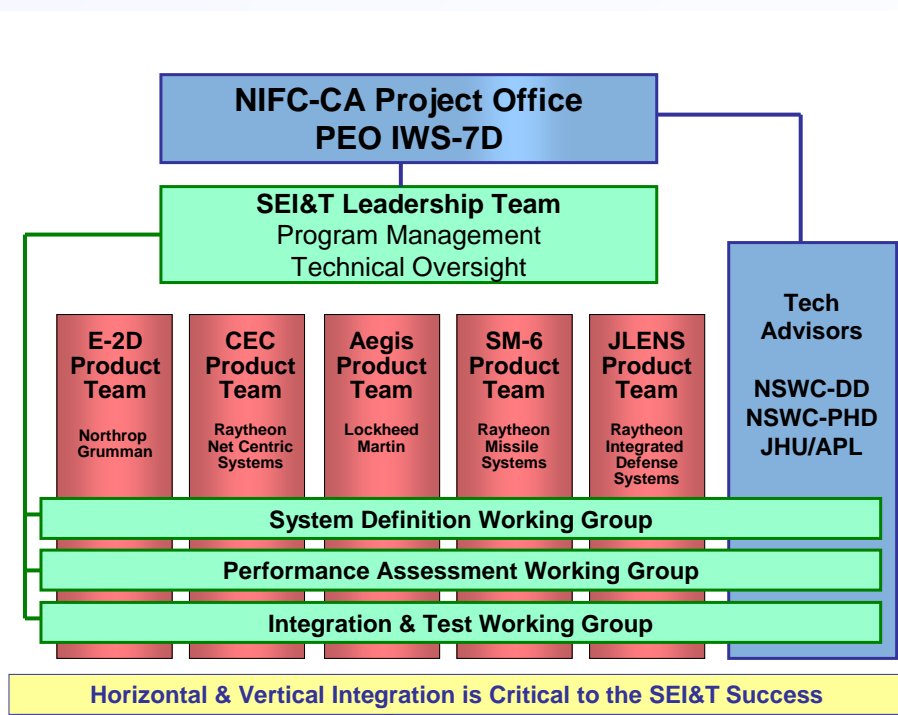 NIFC-CA Project Office
PEO IWS-7D
SEI&T Leadership Team
Program Management
Technical Oversight
E-2D
Product
Team
Northrop
Grumman
CEC
Product
Team
Raytheon
Net Centric
Systems
Aegis
Product
Team
Lockheed
Martin
SM-6
Product
Team
Raytheon
Missile
Systems
JLENS
Product
Team
Raytheon
Integrated
Defense
Systems
Tech
Advisors
NSWC-DD
NSWC-PHD
JHU/APL
System Definition Working Group
Performance Assessment Working Group
Integration & Test Working Group
Horizontal & Vertical Integration is Critical to the SEI&T Success